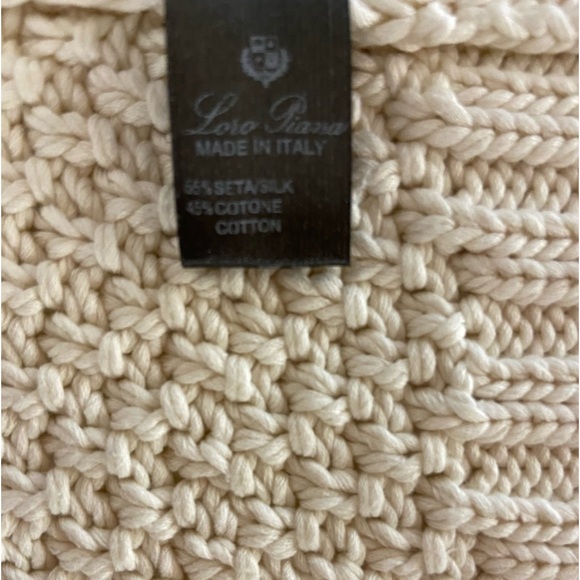 Loro Piana
MADE IN ITALY
55% SETA/SILK
45% COTONE
COTTON